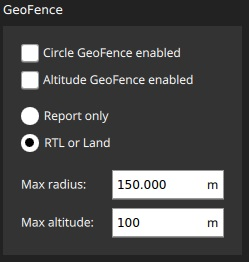 GeoFence
Circle GeoFence enabled
Altitude GeoFence enabled
Report only
RTL or Land
Max radius: 150.000 m
Max altitude: 100 m